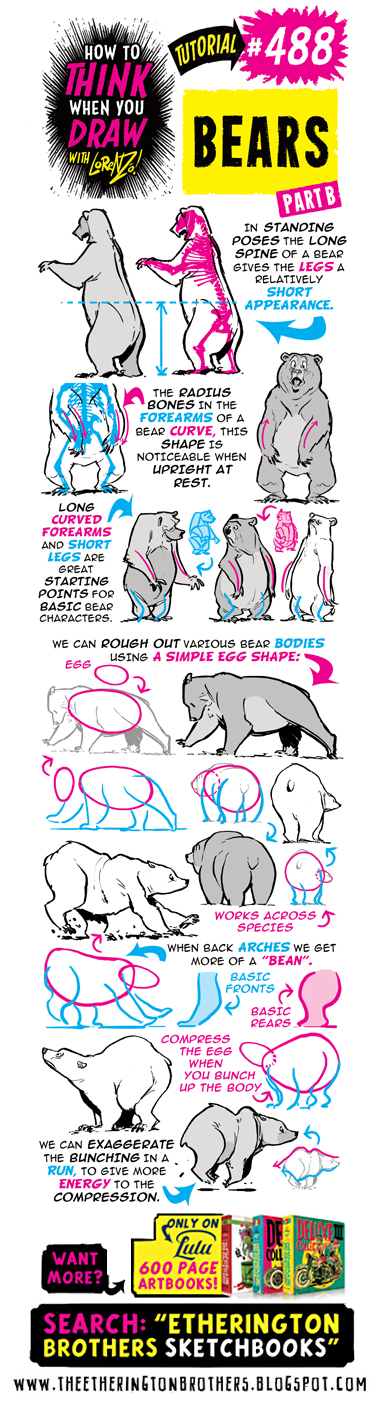 HOW TO
THINK
WHEN YOU
DRAW
WITH LORENZO!
TUTORIAL
#488
BEARS
PART B
IN STANDING
POSES THE LONG
SPINE OF A BEAR
GIVES THE LEGS A
RELATIVELY
SHORT
APPEARANCE.
THE RADIUS
BONES IN THE
FOREARMS OF A
BEAR CURVE, THIS
SHAPE IS
NOTICEABLE WHEN
UPRIGHT AT
REST.
LONG
CURVED
FOREARMS
AND SHORT
LEGS ARE
GREAT
STARTING
POINTS FOR
BASIC BEAR
CHARACTERS.
WE CAN ROUGH OUT VARIOUS BEAR BODIES
USING A SIMPLE EGG SHAPE:
EGG
WORKS ACROSS
SPECIES
WHEN BACK ARCHES WE GET
MORE OF A "BEAN".
BASIC
FRONTS
BASIC
REARS
COMPRESS
THE EGG
WHEN
YOU BUNCH
UP THE BODY
WE CAN EXAGGERATE
THE BUNCHING IN A
RUN, TO GIVE MORE
ENERGY TO THE
COMPRESSION.
WANT
MORE?
ONLY ON
Lulu
600 PAGE
ARTBOOKS!
SEARCH: "ETHERINGTON
BROTHERS SKETCHBOOKS"
WWW.THEETHERINGTONBROTHERS.BLOGSPOT.COM